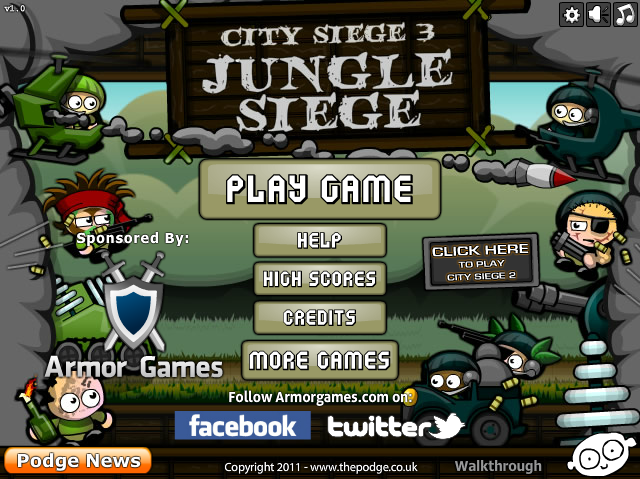 v1.0
CITY SIEGE 3
JUNGLE
SIEGE
PLAY GAME
Sponsored By:
HELP
CLICK HERE
TO PLAY
CITY SIEGE 2
HIGH SCORES
CREDITS
Armor Games
MORE GAMES
Follow Armorgames.com on:
facebook
twitter
Podge News
Copyright 2011 - www.thepodge.co.uk
Walkthrough